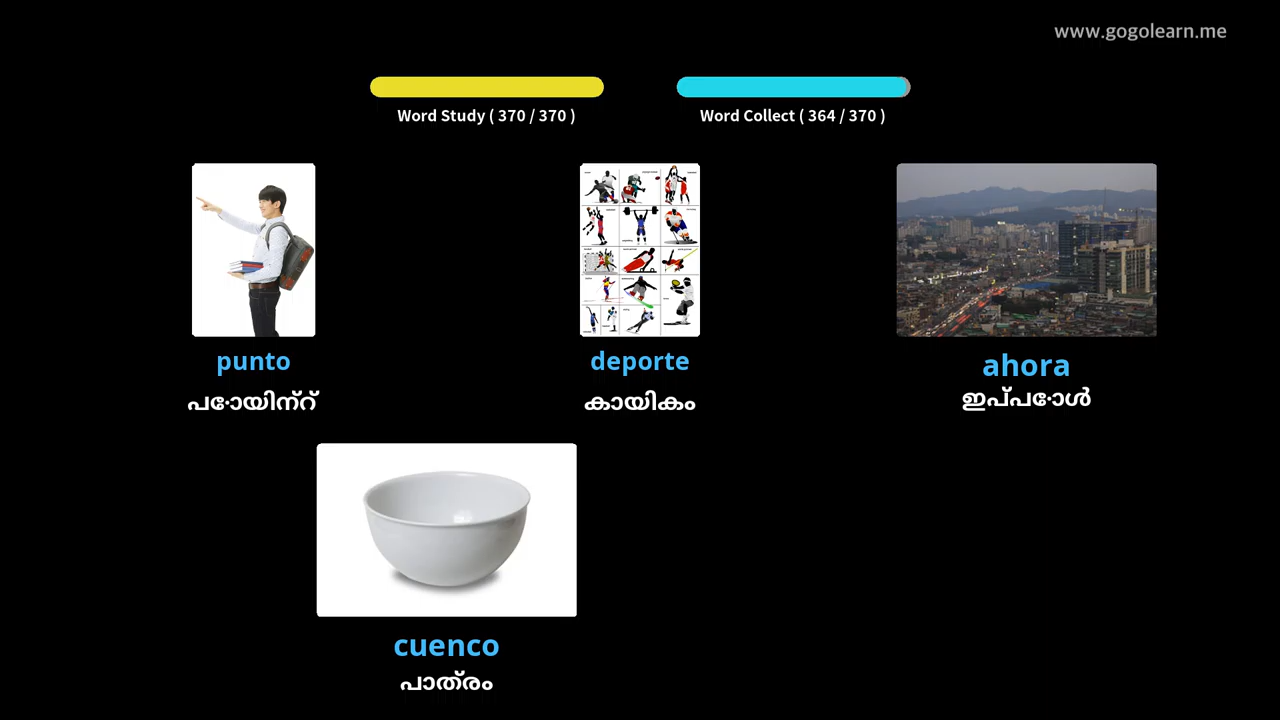 www.gogolearn.me
Word Study ( 370 / 370 )
Word Collect ( 364 / 370 )
punto
deporte
ahora
പോയിന്റ്
കായികം
ഇപ്പോൾ
cuenco
പാത്രം